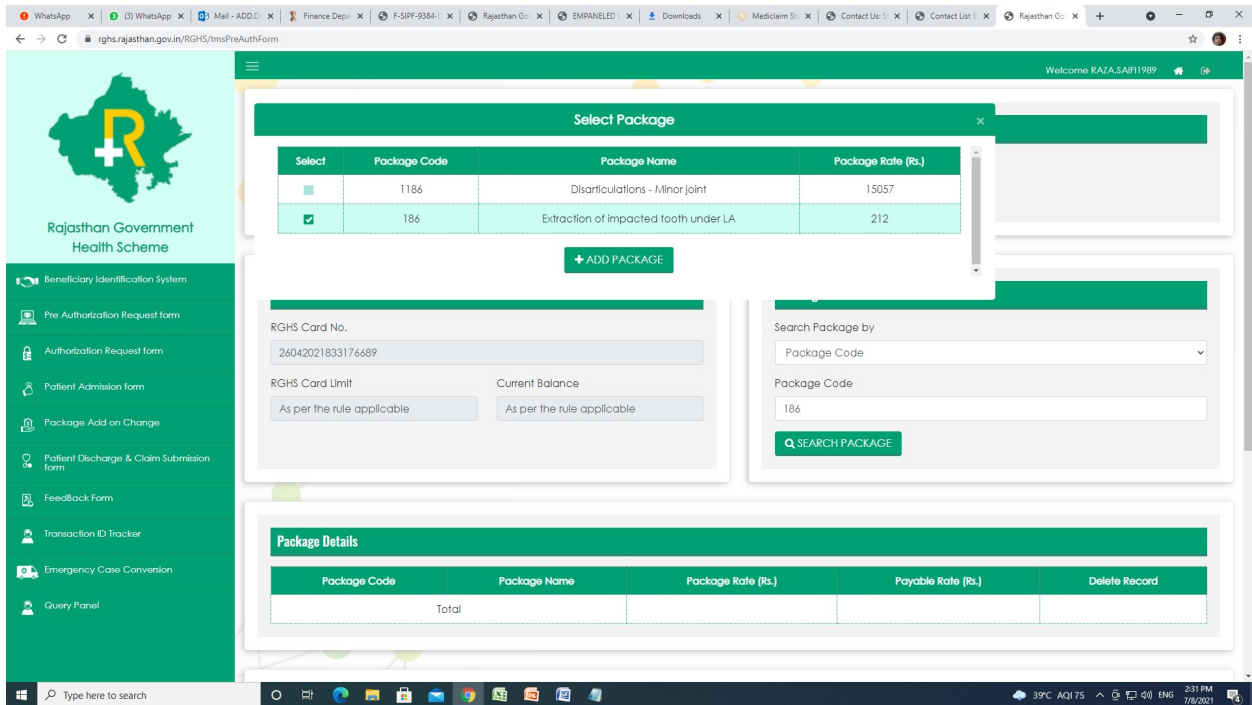 WhatsApp
(3) WhatsApp
Mail - ADD.D
Finance Depa
F-SIPF-9384-
Rajasthan Go
EMPANELED
Downloads
Mediclaim St
Contact Us: S
Contact List E
Rajasthan Go
rghs.rajasthan.gov.in/RGHS/tmsPreAuthForm
Welcome RAZA.SAIFI1989
R
Rajasthan Government
Health Scheme
Beneficiary Identification System
Pre Authorization Request form
Authorization Request form
Patient Admission form
Package Add on Change
Patient Discharge & Claim Submission
form
FeedBack Form
Transaction ID Tracker
Emergency Case Conversion
Query Panel
Select Package
Select Package Code Package Name Package Rate (Rs.)
1186 Disarticulations - Minor joint 15057
186 Extraction of impacted tooth under LA 212
ADD PACKAGE
RGHS Card No.
26042021833176689
RGHS Card Limit Current Balance
As per the rule applicable As per the rule applicable
Search Package by
Package Code
Package Code
186
SEARCH PACKAGE
Package Details
Package Code Package Name Package Rate (Rs.) Payable Rate (Rs.) Delete Record
Total
Type here to search
39°C AQI 75 ENG
2:31 PM
7/8/2021